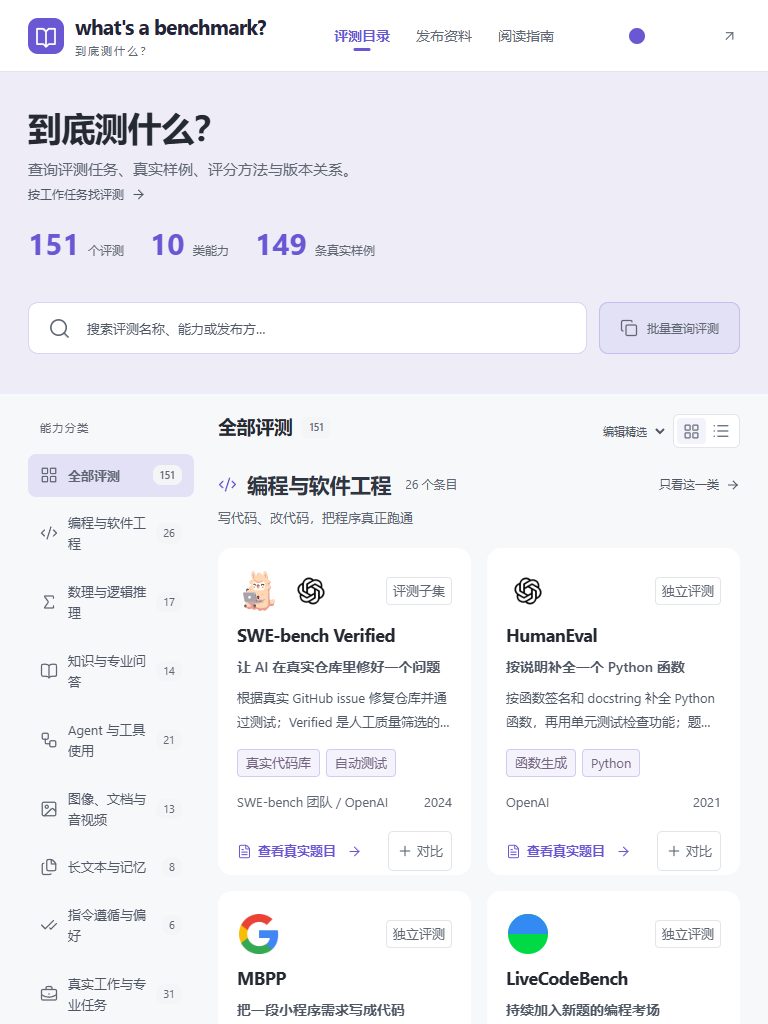 what's a benchmark?
到底测什么？
评测目录
发布资料
阅读指南
到底测什么？
查询评测任务、真实样例、评分方法与版本关系。
按工作任务找评测
151 个评测
10 类能力
149 条真实样例
搜索评测名称、能力或发布方...
批量查询评测
能力分类
全部评测 151
编程与软件工
程
26
数理与逻辑推
理
17
知识与专业问
答
14
Agent 与工具
使用
21
图像、文档与
音视频
13
长文本与记忆 8
指令遵循与偏
好
6
真实工作与专
业任务
31
全部评测 151
编辑精选
编程与软件工程 26 个条目
只看这一类
写代码、改代码，把程序真正跑通
评测子集
SWE-bench Verified
让 AI 在真实仓库里修好一个问题
根据真实 GitHub issue 修复仓库并通
过测试；Verified 是人工质量筛选的...
真实代码库 自动测试
SWE-bench 团队 / OpenAI 2024
查看真实题目
对比
独立评测
HumanEval
按说明补全一个 Python 函数
按函数签名和 docstring 补全 Python
函数，再用单元测试检查功能；题...
函数生成 Python
OpenAI 2021
查看真实题目
对比
独立评测
MBPP
把一段小程序需求写成代码
独立评测
LiveCodeBench
持续加入新题的编程考场